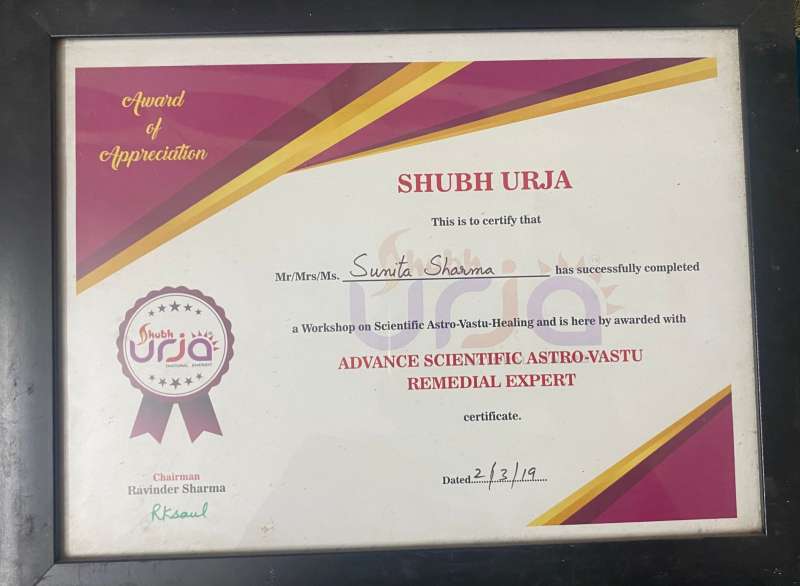 Award
of
Appreciation
SHUBH URJA
This is to certify that
Mr/Mrs/Ms. Sunita Sharma has successfully completed
a Workshop on Scientific Astro-Vastu-Healing and is here by awarded with
ADVANCE SCIENTIFIC ASTRO-VASTU
REMEDIAL EXPERT
certificate.
Dated 2/3/19
Shubh
urja
Chairman
Ravinder Sharma
RKsaul
Shubh
urja